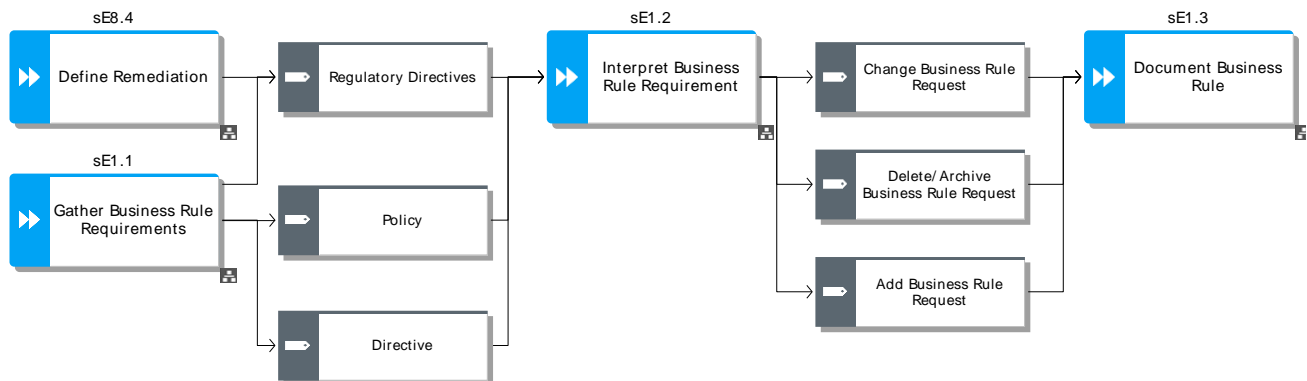 sE8.4
Define Remediation
sE1.1
Gather Business Rule
Requirements
Regulatory Directives
Policy
Directive
sE1.2
Interpret Business
Rule Requirement
Change Business Rule
Request
Delete/ Archive
Business Rule Request
Add Business Rule
Request
sE1.3
Document Business
Rule